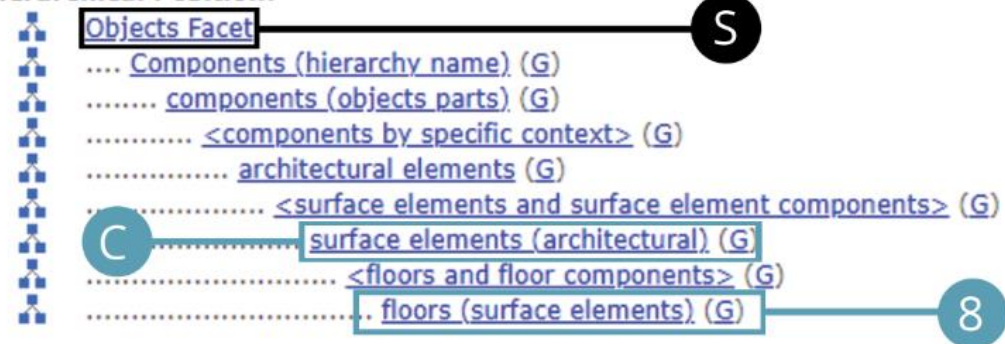 Objects Facet S
.... Components (hierarchy name) (G)
........ components (objects parts) (G)
............ <components by specific context> (G)
................ architectural elements (G)
.................... <surface elements and surface element components> (G)
C surface elements (architectural) (G)
............................ <floors and floor components> (G)
................................ floors (surface elements) (G) 8